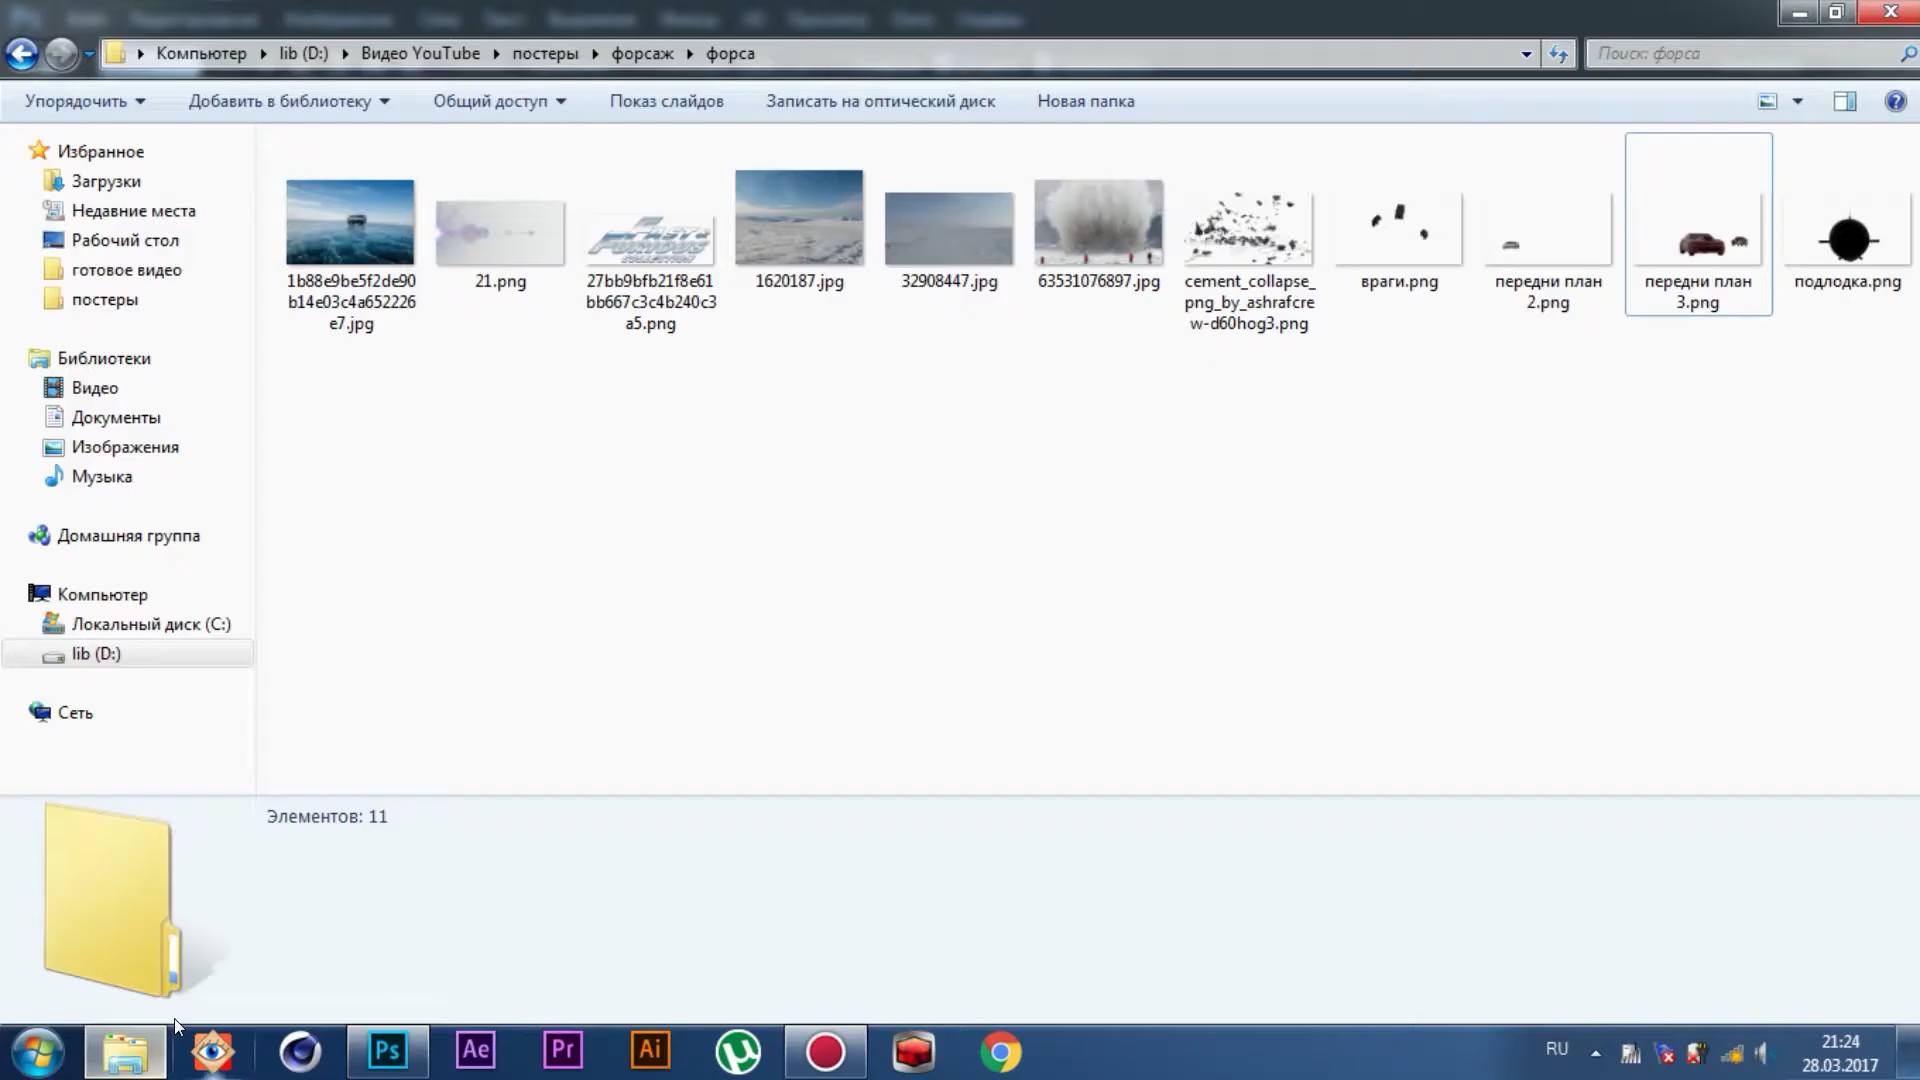 Компьютер
lib (D:)
Видео YouTube
постеры
форсаж
форса
Поиск: форса
Упорядочить
Добавить в библиотеку
Общий доступ
Показ слайдов
Записать на оптический диск
Новая папка
Избранное
Загрузки
Недавние места
Рабочий стол
готовое видео
постеры
Библиотеки
Видео
Документы
Изображения
Музыка
Домашняя группа
Компьютер
Локальный диск (C:)
lib (D:)
Сеть
1b88e9be5f2de90
b14e03c4a652226
e7.jpg
21.png
FAST &
FURIOUS
COLLECTION
27bb9bfb21f8e61
bb667c3c4b240c3
a5.png
1620187.jpg
32908447.jpg
63531076897.jpg
cement_collapse_
png_by_ashrafcre
w-d60hog3.png
враги.png
передни план
2.png
передни план
3.png
подлодка.png
Элементов: 11
Ps
Ae
Pr
Ai
RU
21:24
28.03.2017